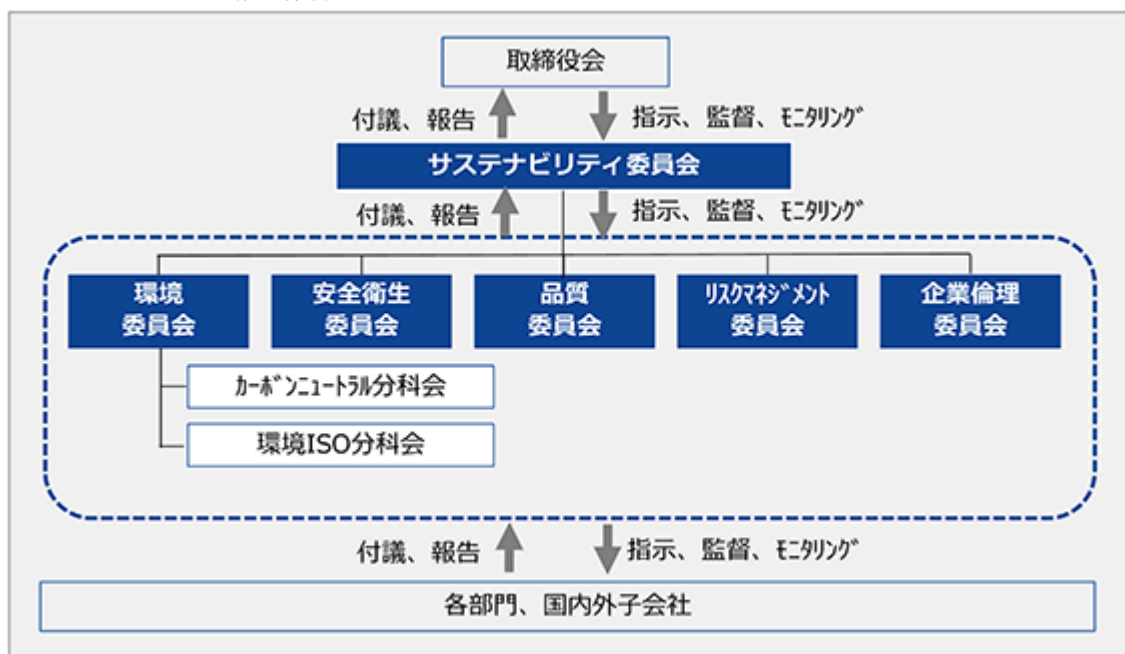 取締役会
付議、報告
指示、監督、ﾓﾆﾀﾘﾝｸﾞ
サステナビリティ委員会
付議、報告
指示、監督、ﾓﾆﾀﾘﾝｸﾞ
環境
委員会
安全衛生
委員会
品質
委員会
ﾘｽｸﾏﾈｼﾞﾒﾝﾄ
委員会
企業倫理
委員会
ｶｰﾎﾞﾝﾆｭｰﾄﾗﾙ分科会
環境ISO分科会
付議、報告
指示、監督、ﾓﾆﾀﾘﾝｸﾞ
各部門、国内外子会社